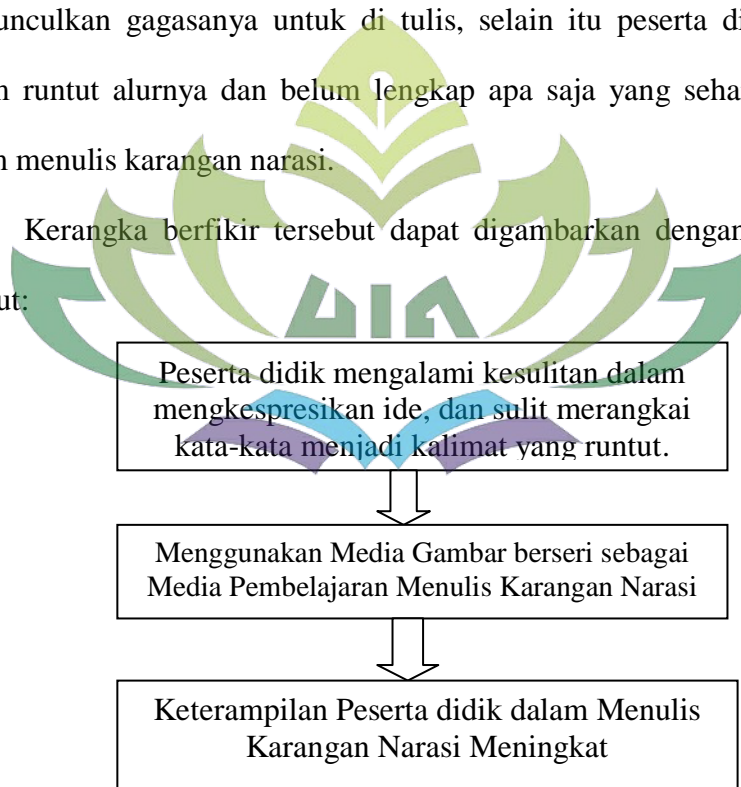 unculkan gagasanya untuk di tulis, selain itu peserta di
runtut alurnya dan belum lengkap apa saja yang seha
menulis karangan narasi.
Kerangka berfikir tersebut dapat digambarkan dengan
ut:
UIN
Peserta didik mengalami kesulitan dalam
mengkespresikan ide, dan sulit merangkai
kata-kata menjadi kalimat yang runtut.
Menggunakan Media Gambar berseri sebagai
Media Pembelajaran Menulis Karangan Narasi
Keterampilan Peserta didik dalam Menulis
Karangan Narasi Meningkat